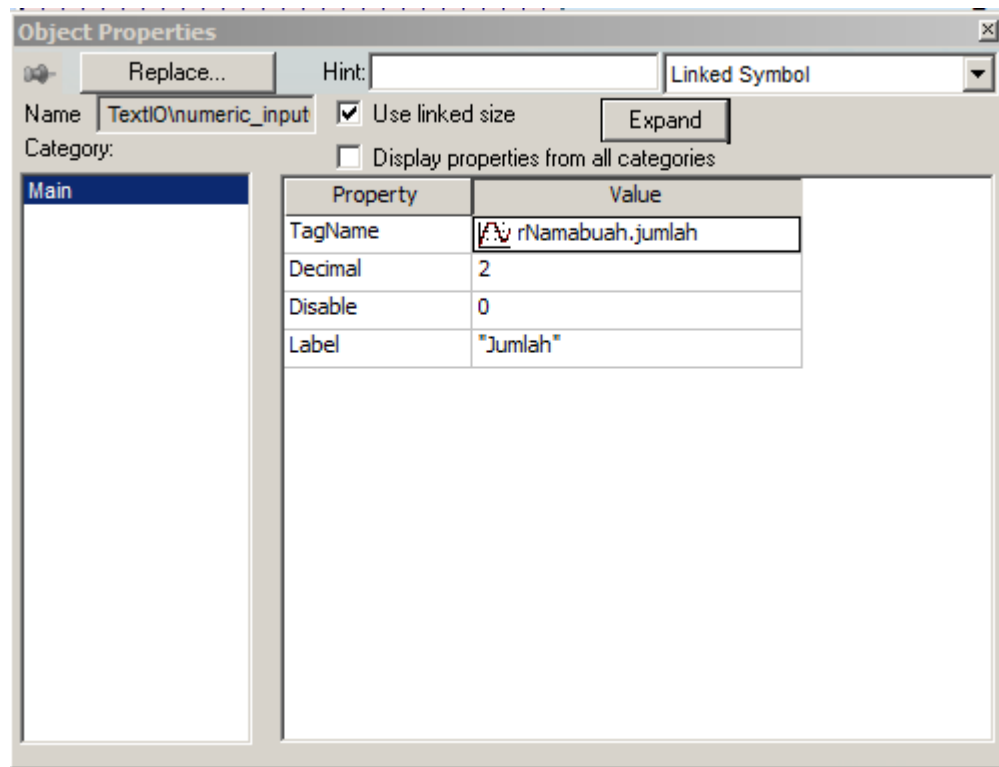 Object Properties
Replace... Hint: Linked Symbol
Name TextIO\numeric_input Use linked size Expand
Category: Display properties from all categories
Main Property Value
TagName rNamabuah.jumlah
Decimal 2
Disable 0
Label "Jumlah"